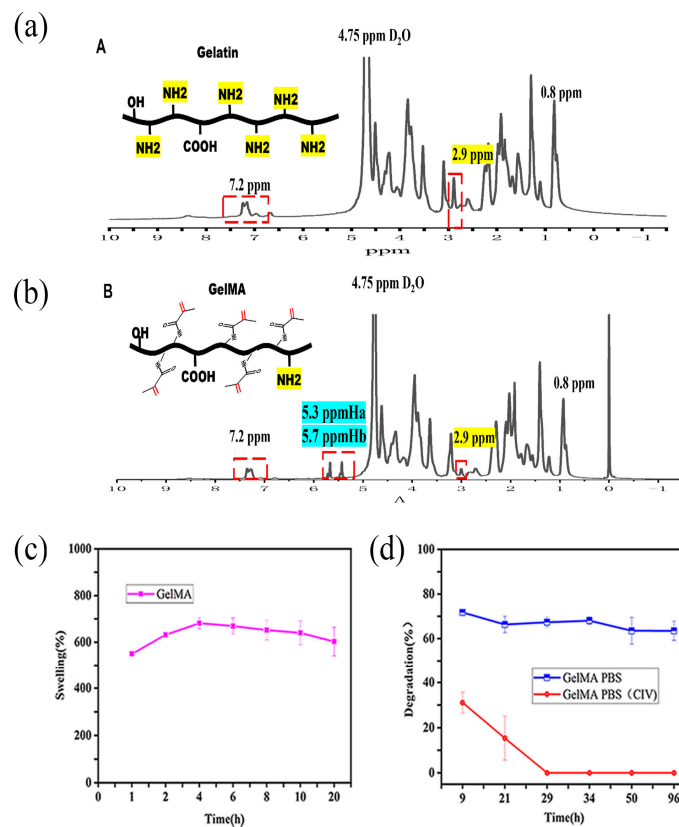 (a)
A
4.75 ppm D2O
Gelatin
OH
NH2
NH2
NH2
NH2
COOH
NH2
NH2
NH2
7.2 ppm
2.9 ppm
0.8 ppm
10 9 8 7 6 5 4 3 2 1 0 −1
ppm
(b)
B
4.75 ppm D2O
GelMA
OH
COOH
NH2
5.3 ppmHa
5.7 ppmHb
7.2 ppm
2.9 ppm
0.8 ppm
10 9 8 7 6 5 4 3 2 1 0 −1
(c)
1000
800
600
400
200
0
Swelling(%)
GelMA
0 1 2 4 6 8 10 20
Time(h)
(d)
100
80
60
40
20
0
Degradation(%)
GelMA PBS
GelMA PBS（CIV)
9 21 29 34 50 96
Time(h)